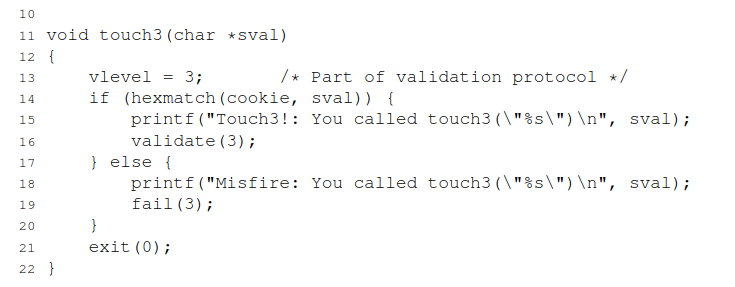 10
11 void touch3(char *sval)
12 {
13     vlevel = 3;       /* Part of validation protocol */
14     if (hexmatch(cookie, sval)) {
15         printf("Touch3!: You called touch3(\"%s\")\n", sval);
16         validate(3);
17     } else {
18         printf("Misfire: You called touch3(\"%s\")\n", sval);
19         fail(3);
20     }
21     exit(0);
22 }